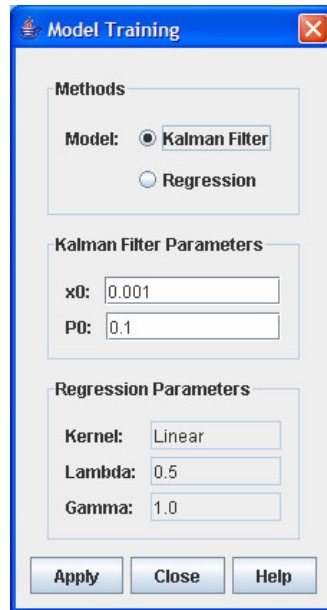 Model Training
Methods
Model: Kalman Filter
Regression
Kalman Filter Parameters
x0: 0.001
P0: 0.1
Regression Parameters
Kernel: Linear
Lambda: 0.5
Gamma: 1.0
Apply Close Help